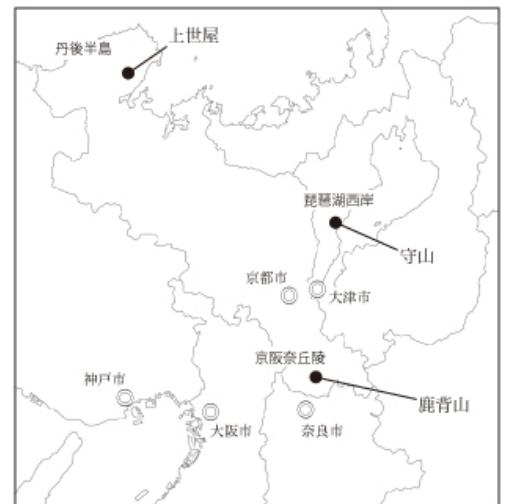 上世屋
丹後半島
琵琶湖西岸
守山
京都市
大津市
京阪奈丘陵
神戸市
鹿背山
大阪市
奈良市